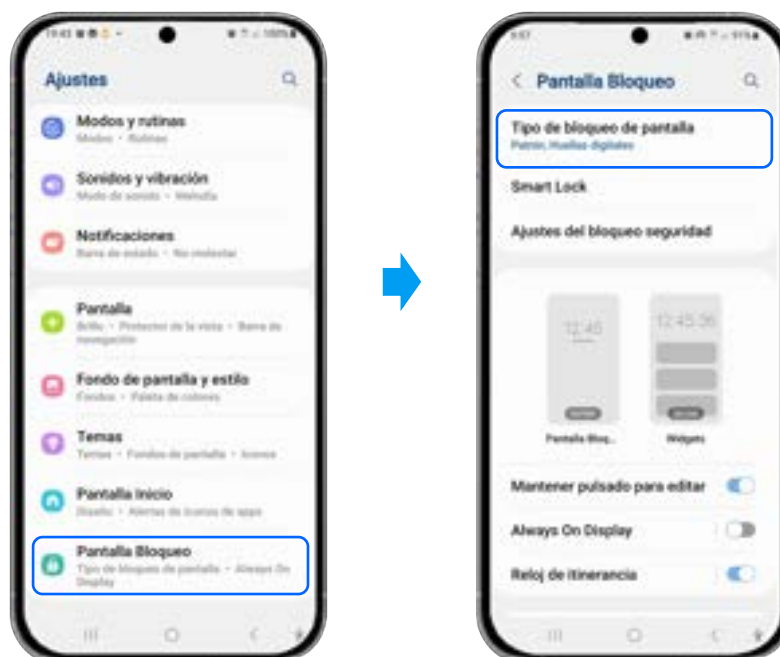 19:43
100%
Ajustes
Modos y rutinas
Modos • Rutinas
Sonidos y vibración
Modo de sonido • Melodía
Notificaciones
Barra de estado • No molestar
Pantalla
Brillo • Protector de la vista • Barra de
navegación
Fondo de pantalla y estilo
Fondos • Paleta de colores
Temas
Temas • Fondos de pantalla • Iconos
Pantalla Inicio
Diseño • Alertas de iconos de apps
Pantalla Bloqueo
Tipo de bloqueo de pantalla • Always On
Display
91%
Pantalla Bloqueo
Tipo de bloqueo de pantalla
Patrón, Huellas digitales
Smart Lock
Ajustes del bloqueo seguridad
12:45
12:45:36
Pantalla Bloq...
Widgets
Mantener pulsado para editar
Always On Display
Reloj de itinerancia